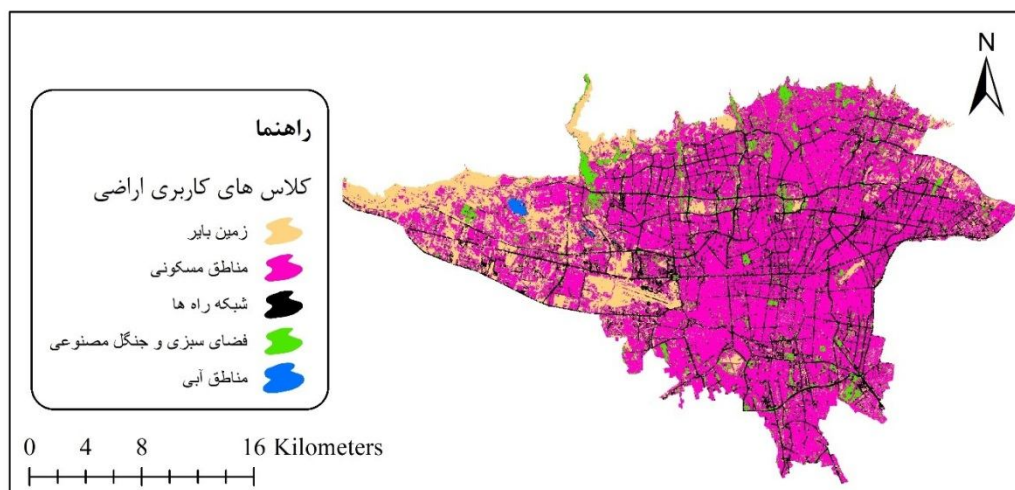 N
راهنما
کلاس های کاربری اراضی
زمین بایر
مناطق مسکونی
شبکه راه ها
فضای سبزی و جنگل مصنوعی
مناطق آبی
0 4 8 16 Kilometers